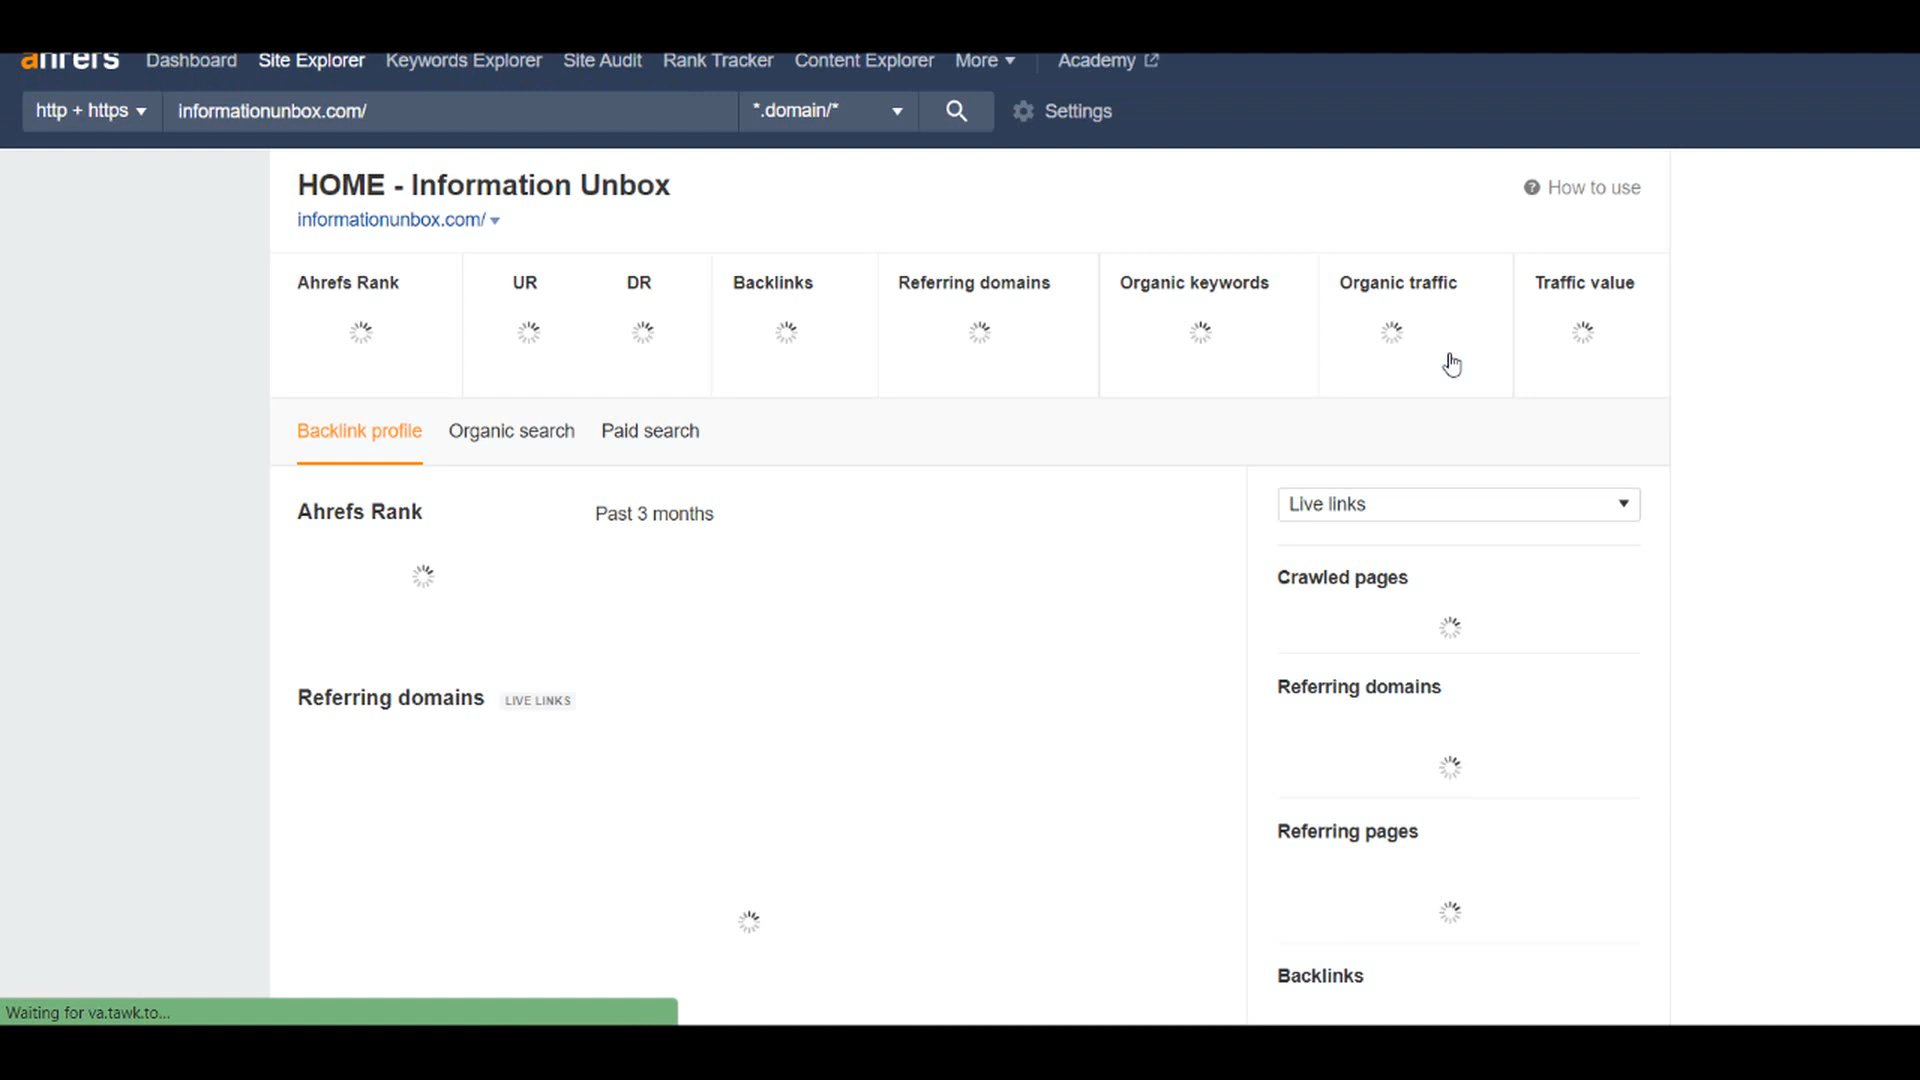 ahrefs Dashboard Site Explorer Keywords Explorer Site Audit Rank Tracker Content Explorer More Academy
http + https informationunbox.com/ *.domain/* Settings
HOME - Information Unbox
How to use
informationunbox.com/
Ahrefs Rank UR DR Backlinks Referring domains Organic keywords Organic traffic Traffic value
Backlink profile Organic search Paid search
Ahrefs Rank Past 3 months
Live links
Crawled pages
Referring domains
Referring domains LIVE LINKS
Referring pages
Backlinks
Waiting for va.tawk.to...